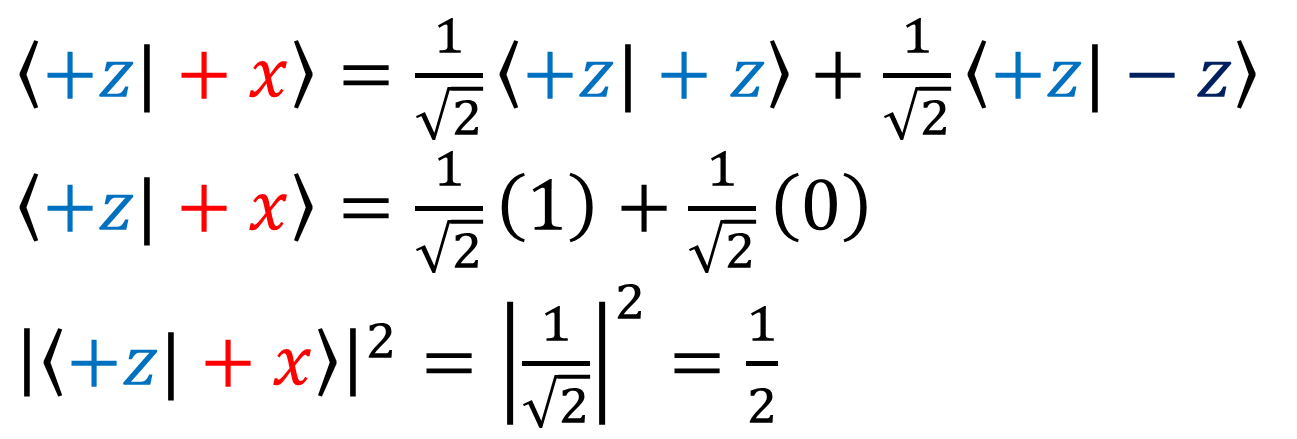 ⟨+z| + x⟩ = 1/√2 ⟨+z| + z⟩ + 1/√2 ⟨+z| − z⟩
⟨+z| + x⟩ = 1/√2 (1) + 1/√2 (0)
|⟨+z| + x⟩|² = |1/√2|² = 1/2